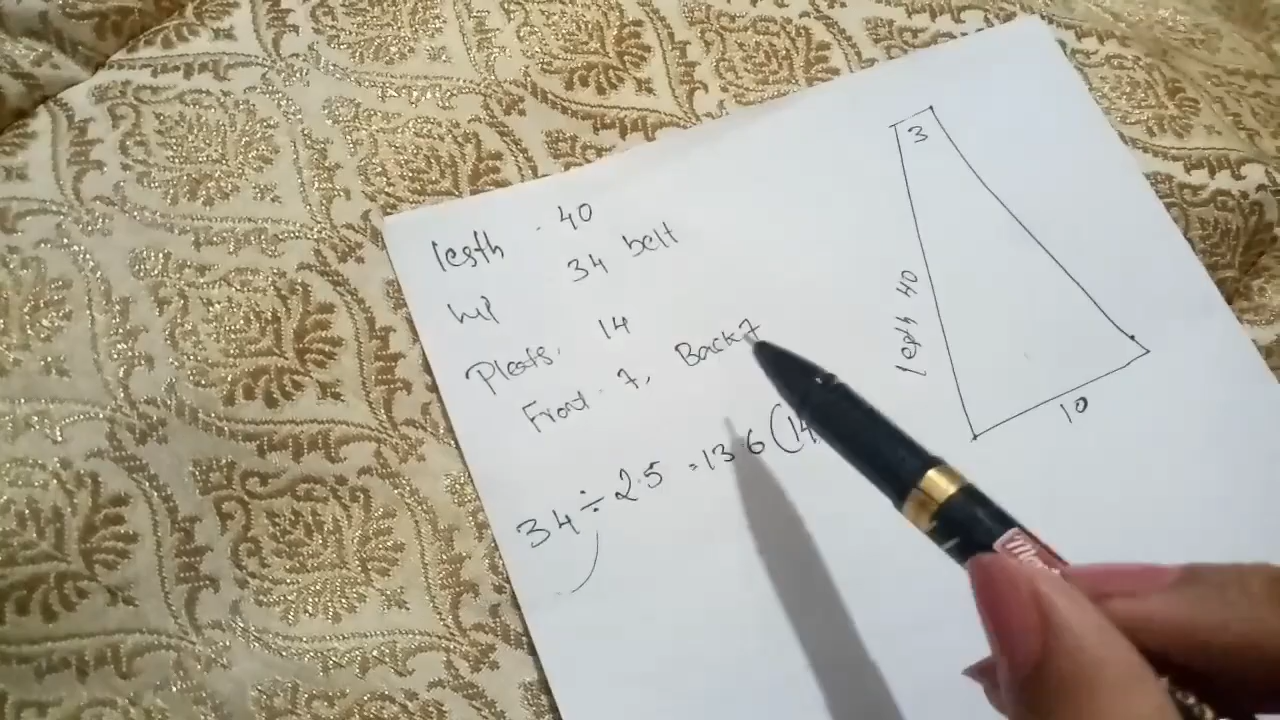 lesth . 40
hip 34 belt
Pleats. 14
Front - 7, Back 7
34 ÷ 2.5 = 13.6 (14
3
lesth 40
10